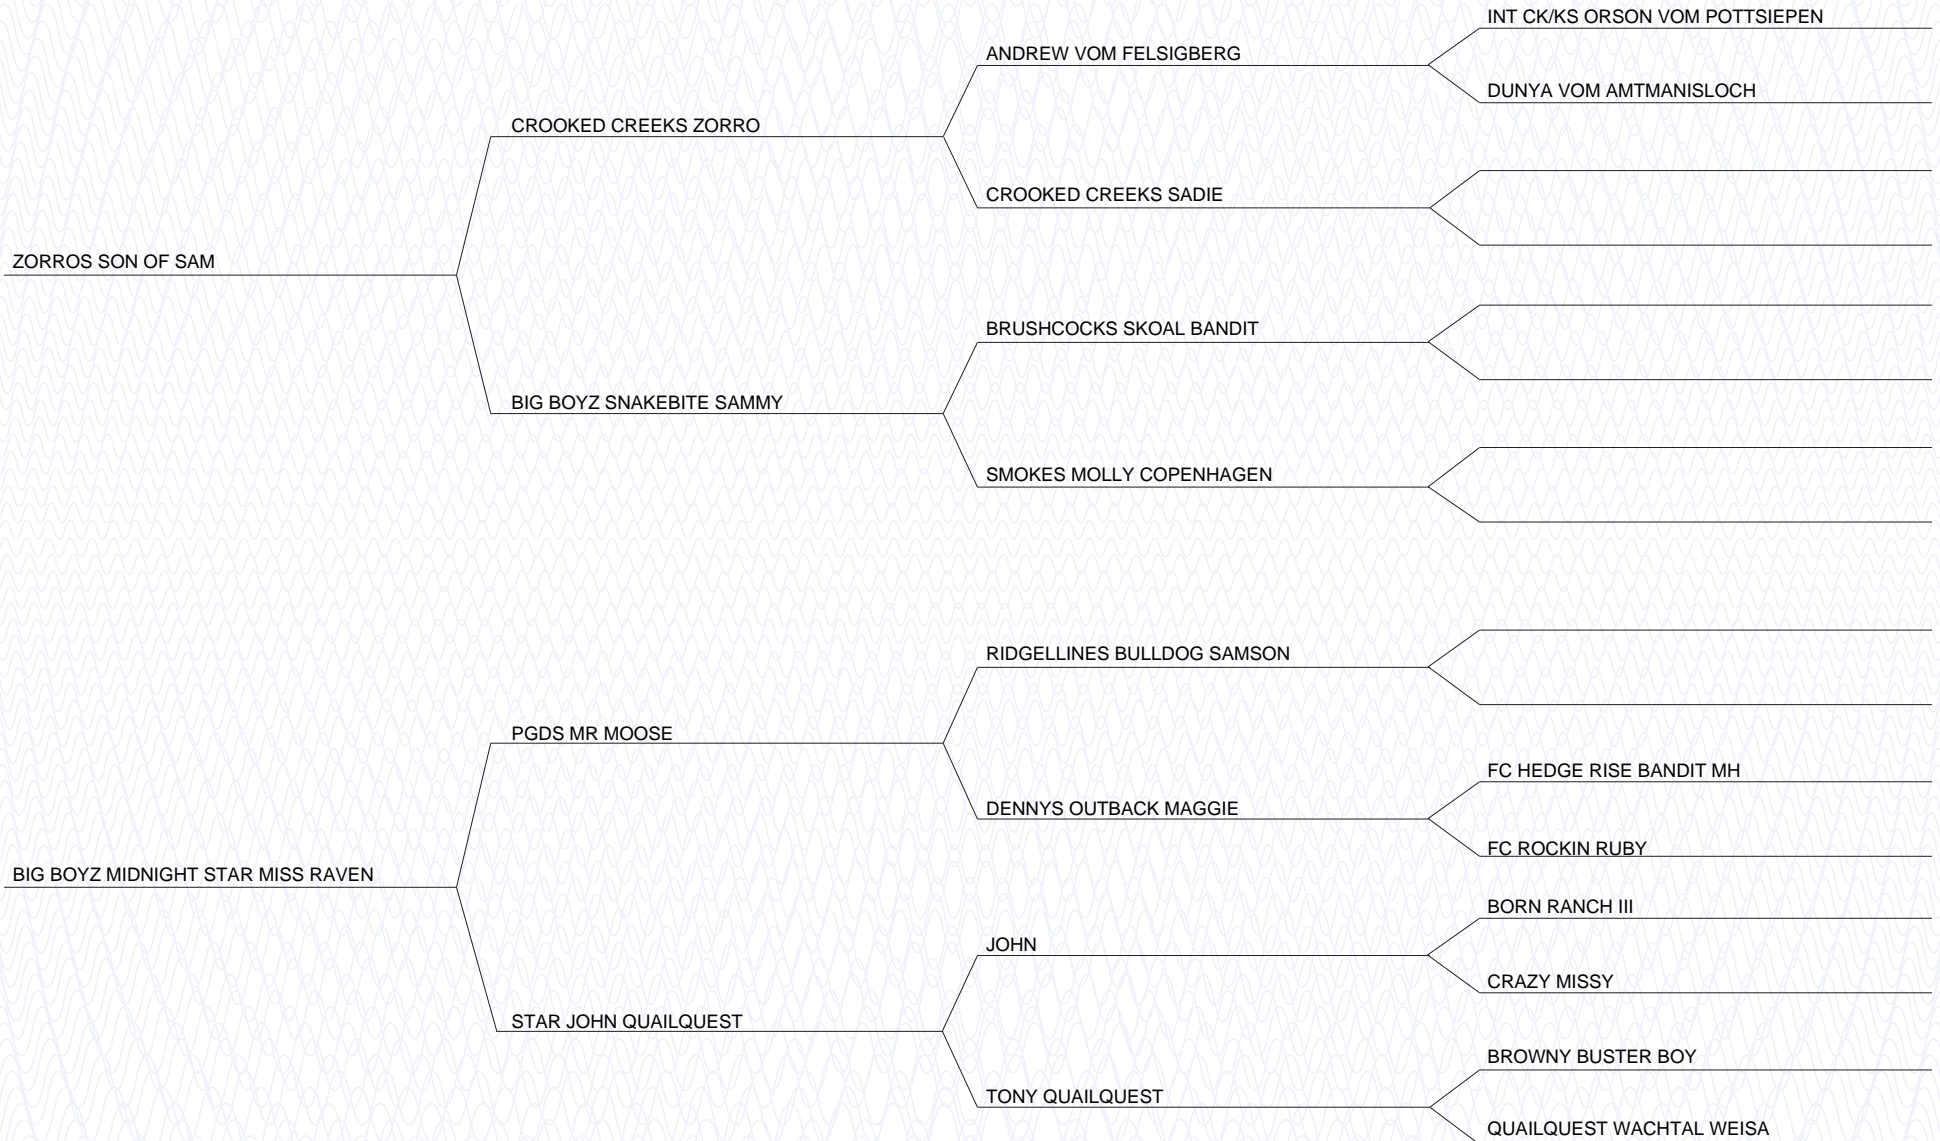 INT CK/KS ORSON VOM POTTSIEPEN
ANDREW VOM FELSIGBERG
DUNYA VOM AMTMANISLOCH
CROOKED CREEKS ZORRO
CROOKED CREEKS SADIE
ZORROS SON OF SAM
BRUSHCOCKS SKOAL BANDIT
BIG BOYZ SNAKEBITE SAMMY
SMOKES MOLLY COPENHAGEN
RIDGELLINES BULLDOG SAMSON
PGDS MR MOOSE
FC HEDGE RISE BANDIT MH
DENNYS OUTBACK MAGGIE
FC ROCKIN RUBY
BIG BOYZ MIDNIGHT STAR MISS RAVEN
BORN RANCH III
JOHN
CRAZY MISSY
STAR JOHN QUAILQUEST
BROWNY BUSTER BOY
TONY QUAILQUEST
QUAILQUEST WACHTAL WEISA